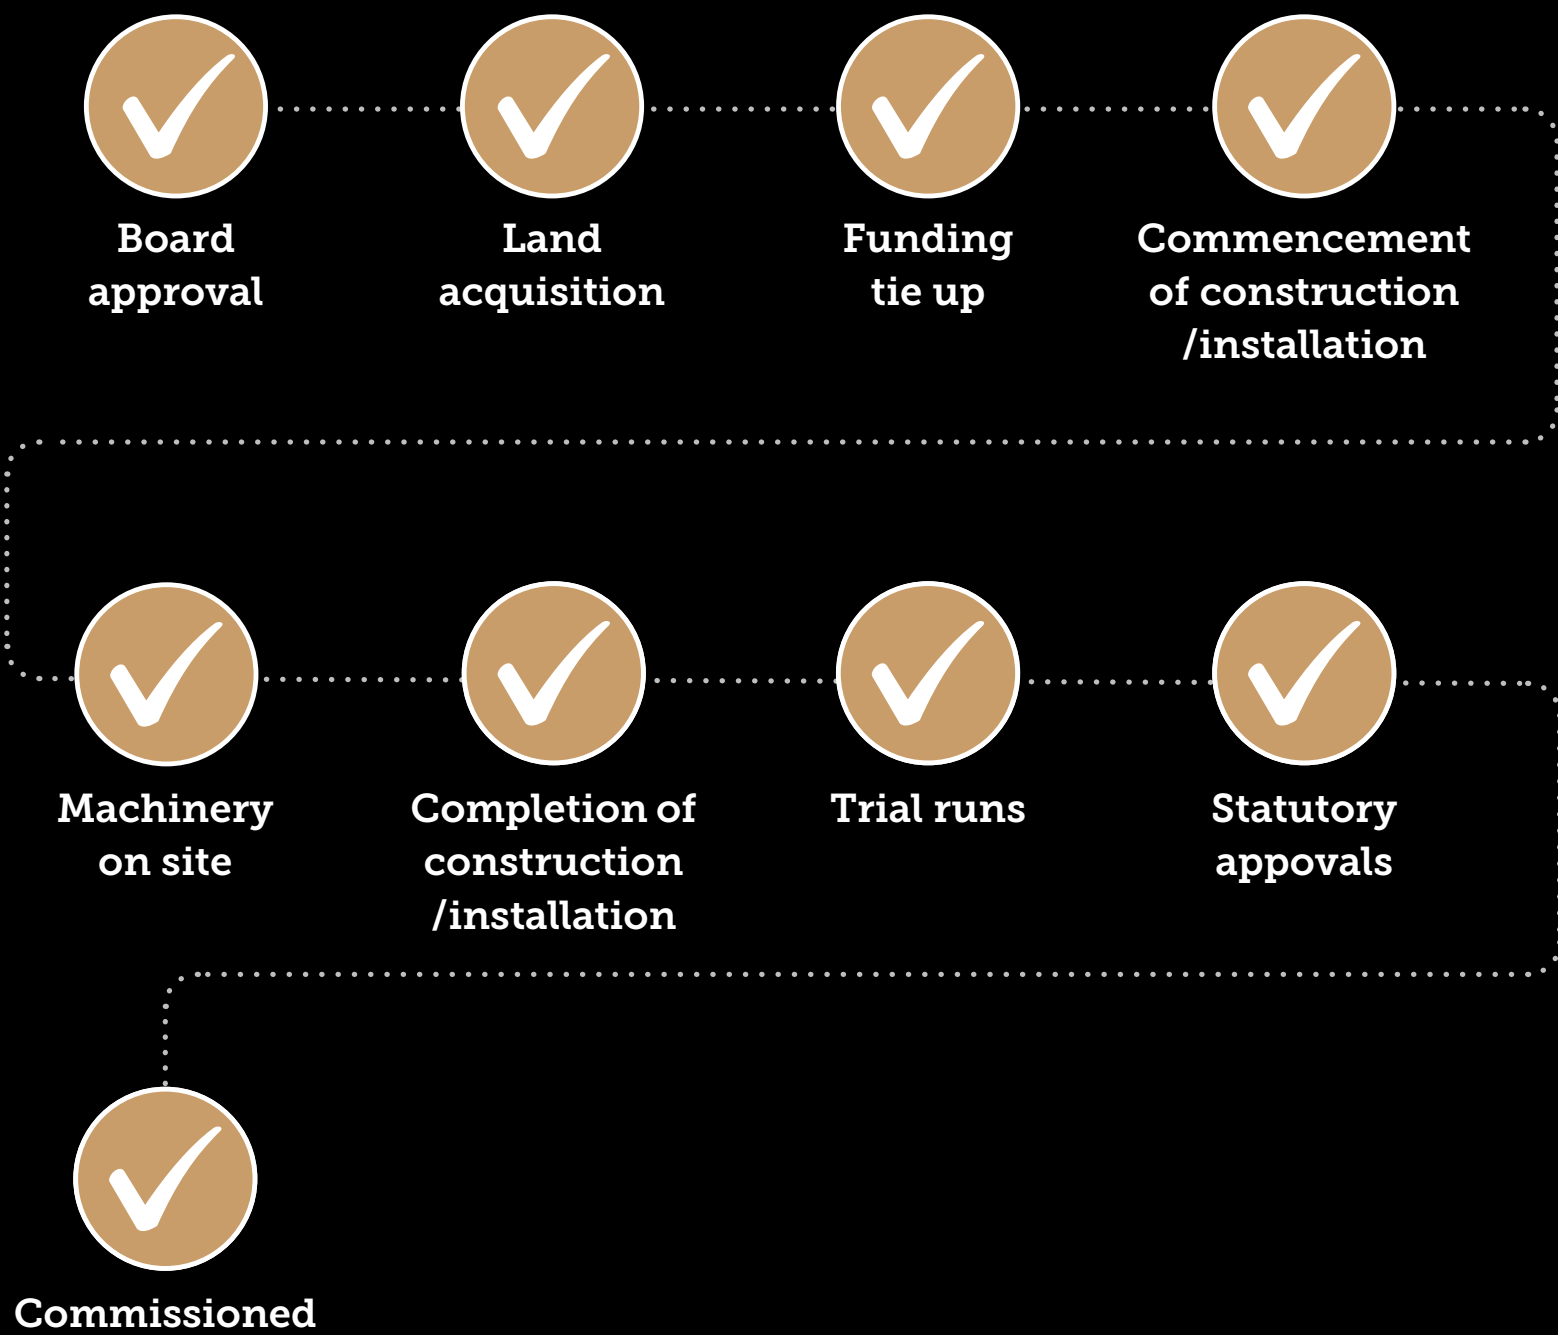 Board
approval
Land
acquisition
Funding
tie up
Commencement
of construction
/installation
Machinery
on site
Completion of
construction
/installation
Trial runs
Statutory
appovals
Commissioned